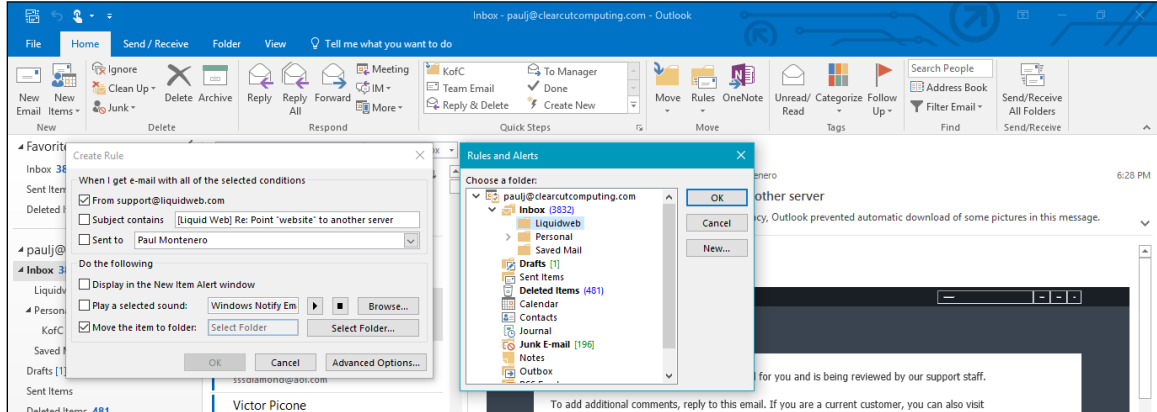 Inbox - paulj@clearcutcomputing.com - Outlook
File Home Send / Receive Folder View Tell me what you want to do
New Email
New Items
Ignore
Clean Up
Junk
Delete
Archive
Reply
Reply All
Forward
Meeting
IM
More
KofC
Team Email
Reply & Delete
To Manager
Done
Create New
Move
Rules
OneNote
Unread/ Read
Categorize
Follow Up
Search People
Address Book
Filter Email
Send/Receive All Folders
New Delete Respond Quick Steps Move Tags Find Send/Receive
Favorit
Inbox 38
Sent Item
Deleted I
paulj@
Inbox 3
Liquidv
Person
KofC
Saved
Drafts [1]
Sent Items
Deleted Items 481
Create Rule
When I get e-mail with all of the selected conditions
From support@liquidweb.com
Subject contains [Liquid Web] Re: Point "website" to another server
Sent to Paul Montenero
Do the following
Display in the New Item Alert window
Play a selected sound: Windows Notify Em Browse...
Move the item to folder: Select Folder Select Folder...
OK Cancel Advanced Options...
sssdiamond@aol.com
Victor Picone
Rules and Alerts
Choose a folder:
paulj@clearcutcomputing.com
Inbox (3832)
Liquidweb
Personal
Saved Mail
Drafts [1]
Sent Items
Deleted Items (481)
Calendar
Contacts
Journal
Junk E-mail [196]
Notes
Outbox
OK
Cancel
New...
enero
6:28 PM
other server
cy, Outlook prevented automatic download of some pictures in this message.
for you and is being reviewed by our support staff.
To add additional comments, reply to this email. If you are a current customer, you can also visit